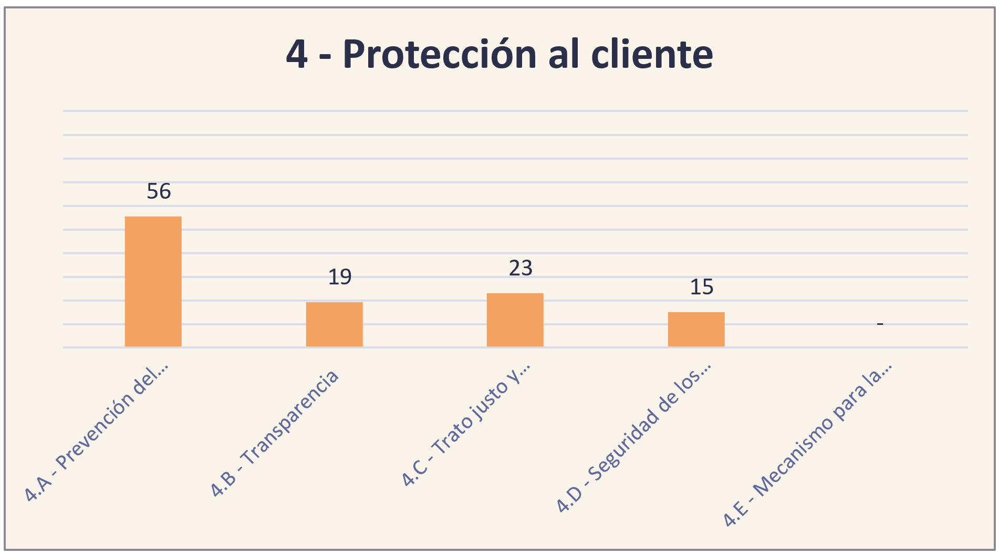 4 - Protección al cliente
56
19
23
15
-
4.A - Prevención del...
4.B - Transparencia
4.C - Trato justo y...
4.D - Seguridad de los...
4.E - Mecanismo para la...